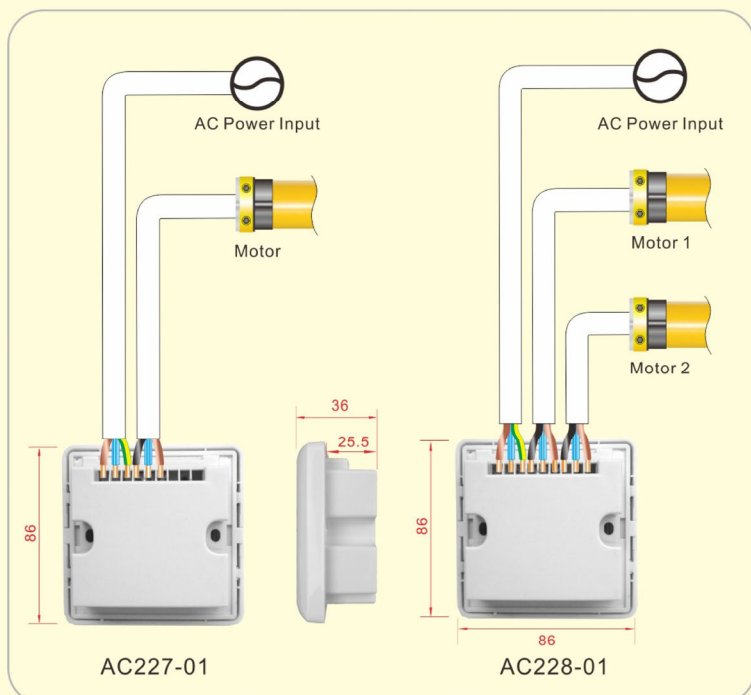 AC Power Input
Motor
86
AC227-01
36
25.5
AC Power Input
Motor 1
Motor 2
86
86
AC228-01